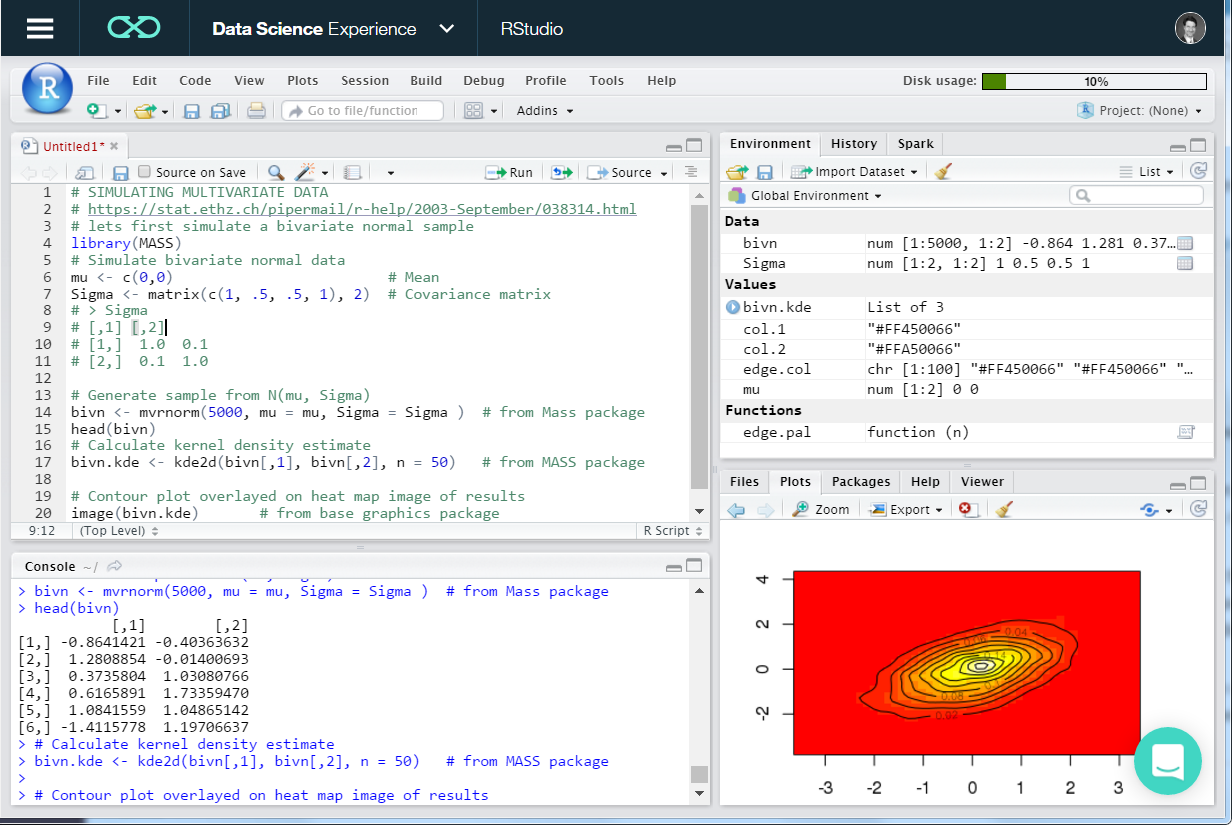 Data Science Experience RStudio
R File Edit Code View Plots Session Build Debug Profile Tools Help Disk usage: 10%
Go to file/function Addins Project: (None)
Untitled1*
Source on Save Run Source
1 # SIMULATING MULTIVARIATE DATA
2 # https://stat.ethz.ch/pipermail/r-help/2003-September/038314.html
3 # lets first simulate a bivariate normal sample
4 library(MASS)
5 # Simulate bivariate normal data
6 mu <- c(0,0) # Mean
7 Sigma <- matrix(c(1, .5, .5, 1), 2) # Covariance matrix
8 # > Sigma
9 # [,1] [,2]
10 # [1,] 1.0 0.1
11 # [2,] 0.1 1.0
12
13 # Generate sample from N(mu, Sigma)
14 bivn <- mvrnorm(5000, mu = mu, Sigma = Sigma ) # from Mass package
15 head(bivn)
16 # Calculate kernel density estimate
17 bivn.kde <- kde2d(bivn[,1], bivn[,2], n = 50) # from MASS package
18
19 # Contour plot overlayed on heat map image of results
20 image(bivn.kde) # from base graphics package
9:12 (Top Level) R Script
Console ~/
> bivn <- mvrnorm(5000, mu = mu, Sigma = Sigma ) # from Mass package
> head(bivn)
[,1] [,2]
[1,] -0.8641421 -0.40363632
[2,] 1.2808854 -0.01400693
[3,] 0.3735804 1.03080766
[4,] 0.6165891 1.73359470
[5,] 1.0841559 1.04865142
[6,] -1.4115778 1.19706637
> # Calculate kernel density estimate
> bivn.kde <- kde2d(bivn[,1], bivn[,2], n = 50) # from MASS package
>
> # Contour plot overlayed on heat map image of results
Environment History Spark
Import Dataset List
Global Environment
Data
bivn num [1:5000, 1:2] -0.864 1.281 0.37…
Sigma num [1:2, 1:2] 1 0.5 0.5 1
Values
bivn.kde List of 3
col.1 "#FF450066"
col.2 "#FFA50066"
edge.col chr [1:100] "#FF450066" "#FF450066" "…
mu num [1:2] 0 0
Functions
edge.pal function (n)
Files Plots Packages Help Viewer
Zoom Export
4
2
0
-2
0.04
0.08
0.02
-3 -2 -1 0 1 2 3